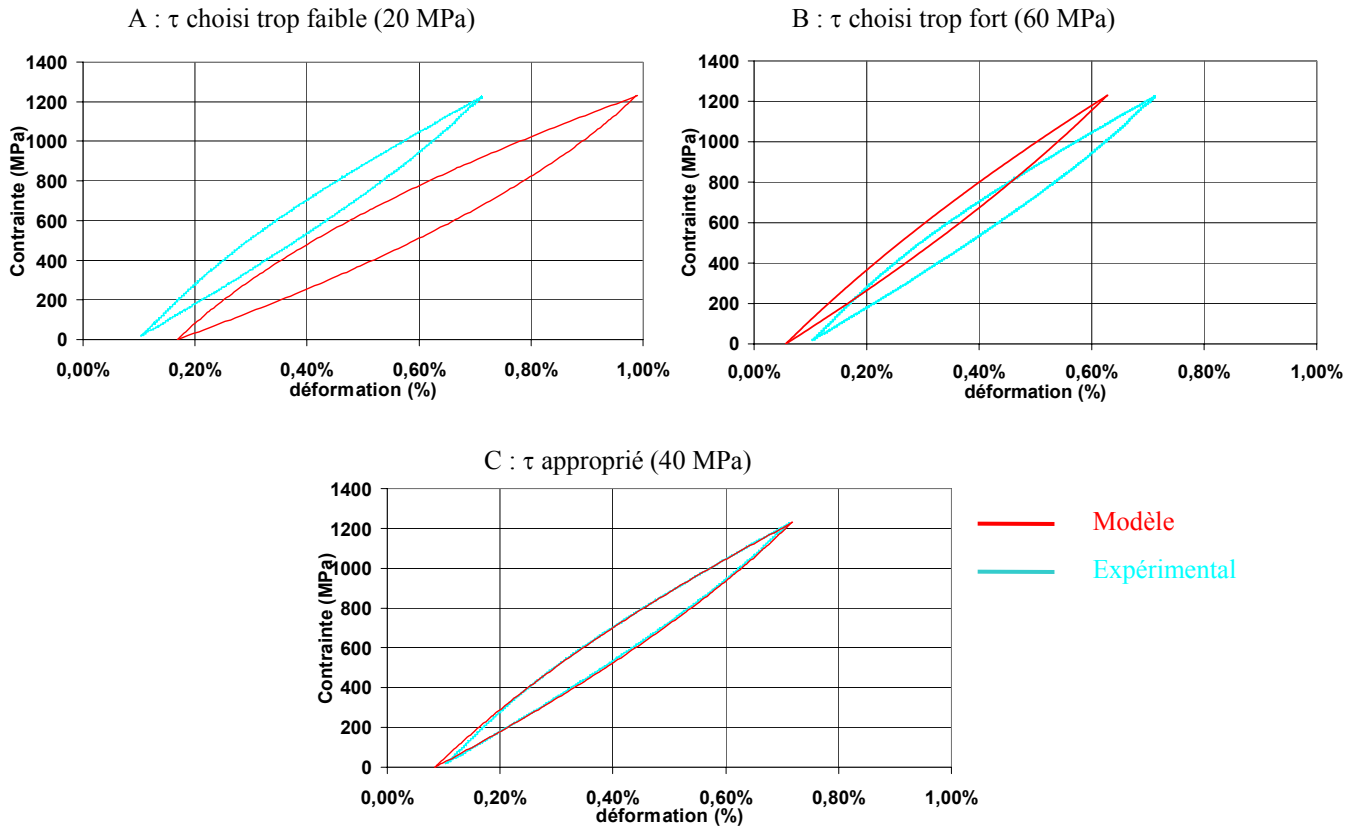 A : τ choisi trop faible (20 MPa)
1400
1200
1000
800
600
400
200
0
Contrainte (MPa)
0,00% 0,20% 0,40% 0,60% 0,80% 1,00%
déformation (%)
B : τ choisi trop fort (60 MPa)
1400
1200
1000
800
600
400
200
0
Contrainte (MPa)
0,00% 0,20% 0,40% 0,60% 0,80% 1,00%
déformation (%)
C : τ approprié (40 MPa)
1400
1200
1000
800
600
400
200
0
Contrainte (MPa)
0,00% 0,20% 0,40% 0,60% 0,80% 1,00%
déformation (%)
Modèle
Expérimental